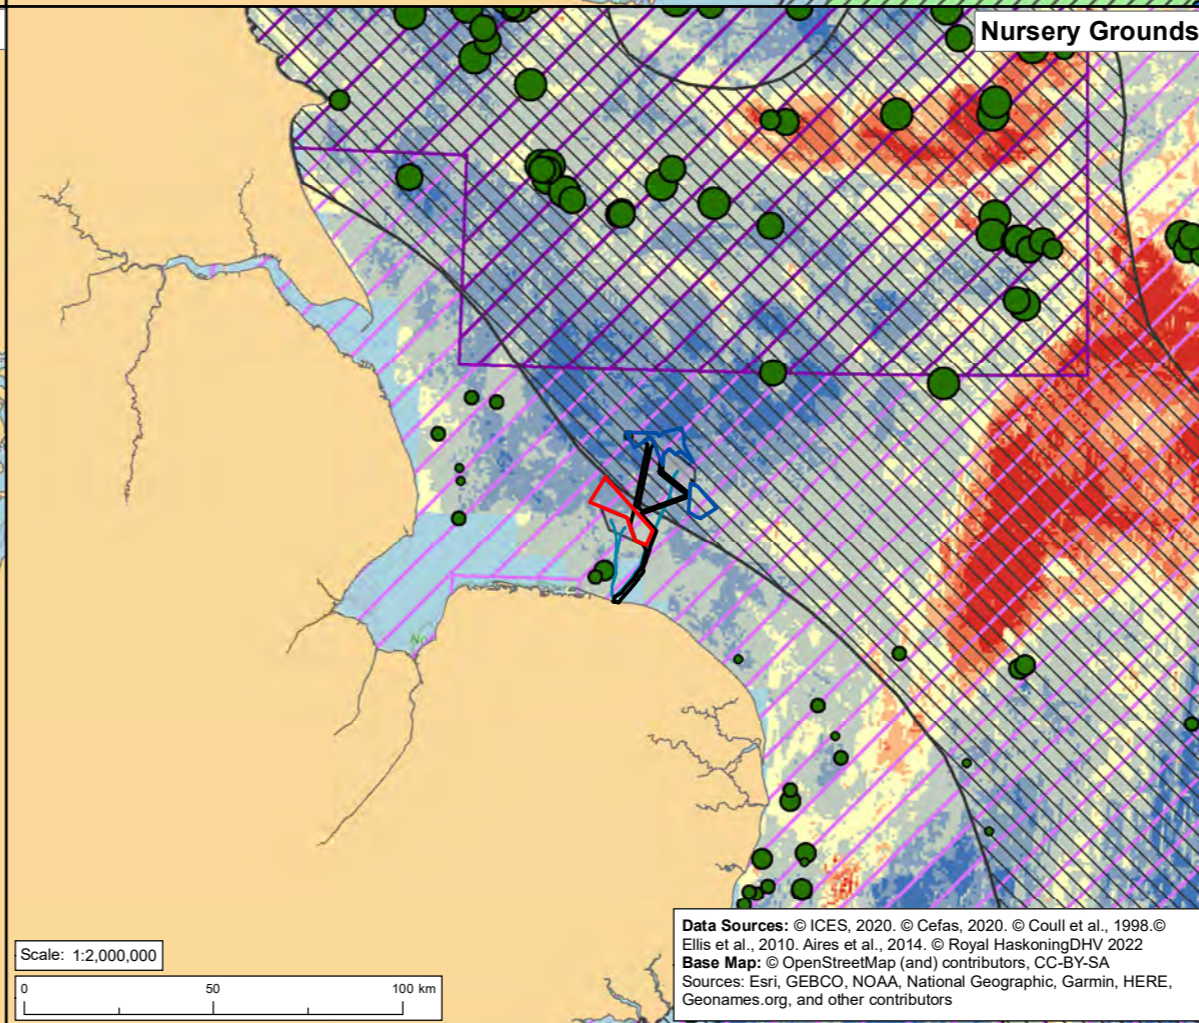 Nursery Grounds
Scale: 1:2,000,000
0 50 100 km
Data Sources: © ICES, 2020. © Cefas, 2020. © Coull et al., 1998.©
Ellis et al., 2010. Aires et al., 2014. © Royal HaskoningDHV 2022
Base Map: © OpenStreetMap (and) contributors, CC-BY-SA
Sources: Esri, GEBCO, NOAA, National Geographic, Garmin, HERE,
Geonames.org, and other contributors